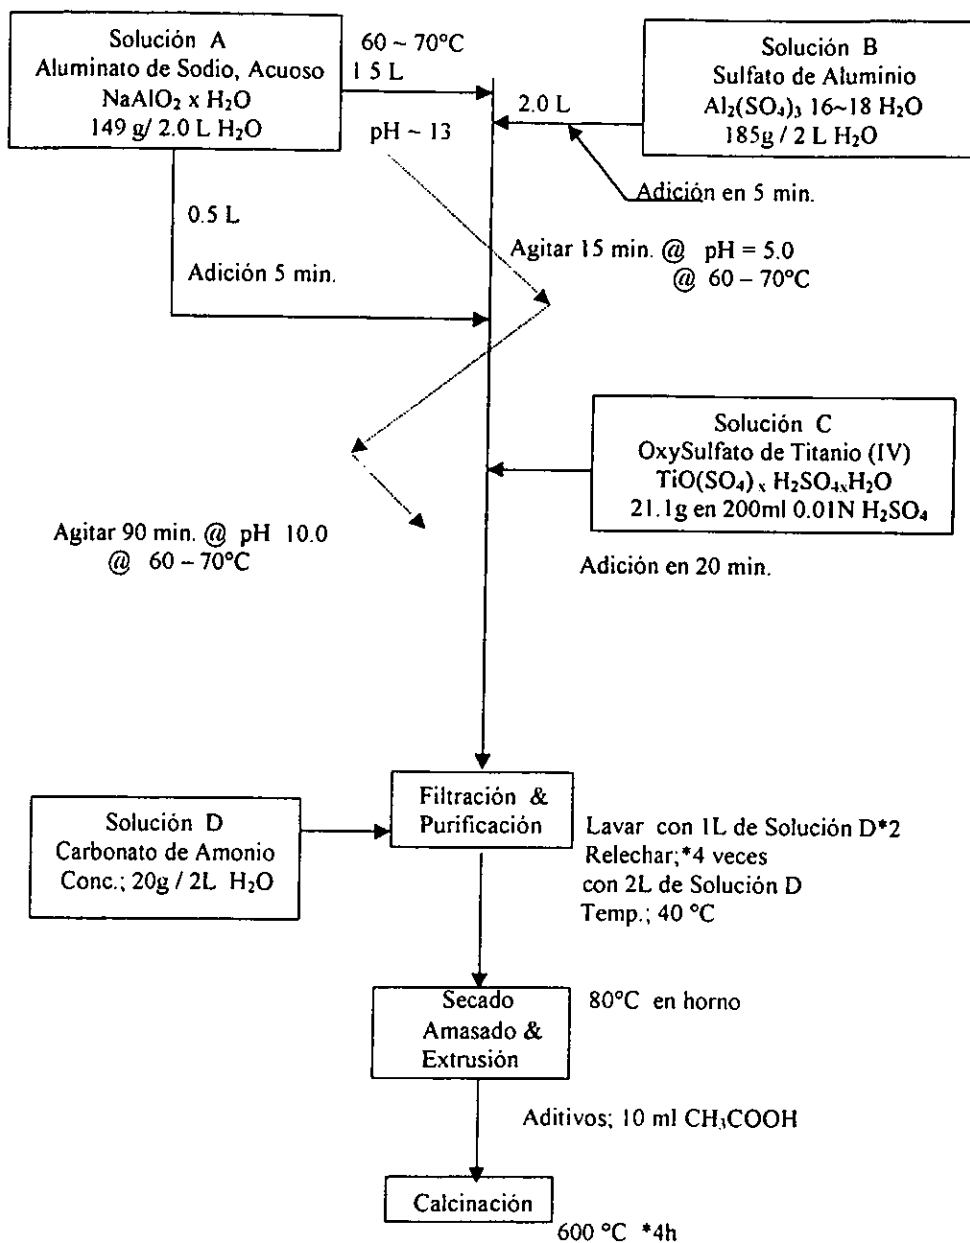 Solución A
Aluminato de Sodio, Acuoso
NaAlO₂ x H₂O
149 g/ 2.0 L H₂O
60 ~ 70°C
1 5 L
pH ~ 13
2.0 L
Solución B
Sulfato de Aluminio
Al₂(SO₄)₃ 16~18 H₂O
185g / 2 L H₂O
Adición en 5 min.
0.5 L
Adición 5 min.
Agitar 15 min. @ pH = 5.0
@ 60 – 70°C
Solución C
OxySulfato de Titanio (IV)
TiO(SO₄)ₓ H₂SO₄ₓH₂O
21.1g en 200ml 0.01N H₂SO₄
Adición en 20 min.
Agitar 90 min. @ pH 10.0
@ 60 – 70°C
Solución D
Carbonato de Amonio
Conc.; 20g / 2L H₂O
Filtración &
Purificación
Lavar con 1L de Solución D*2
Relechar;*4 veces
con 2L de Solución D
Temp.; 40 °C
Secado
Amasado &
Extrusión
80°C en horno
Aditivos; 10 ml CH₃COOH
Calcinación
600 °C *4h